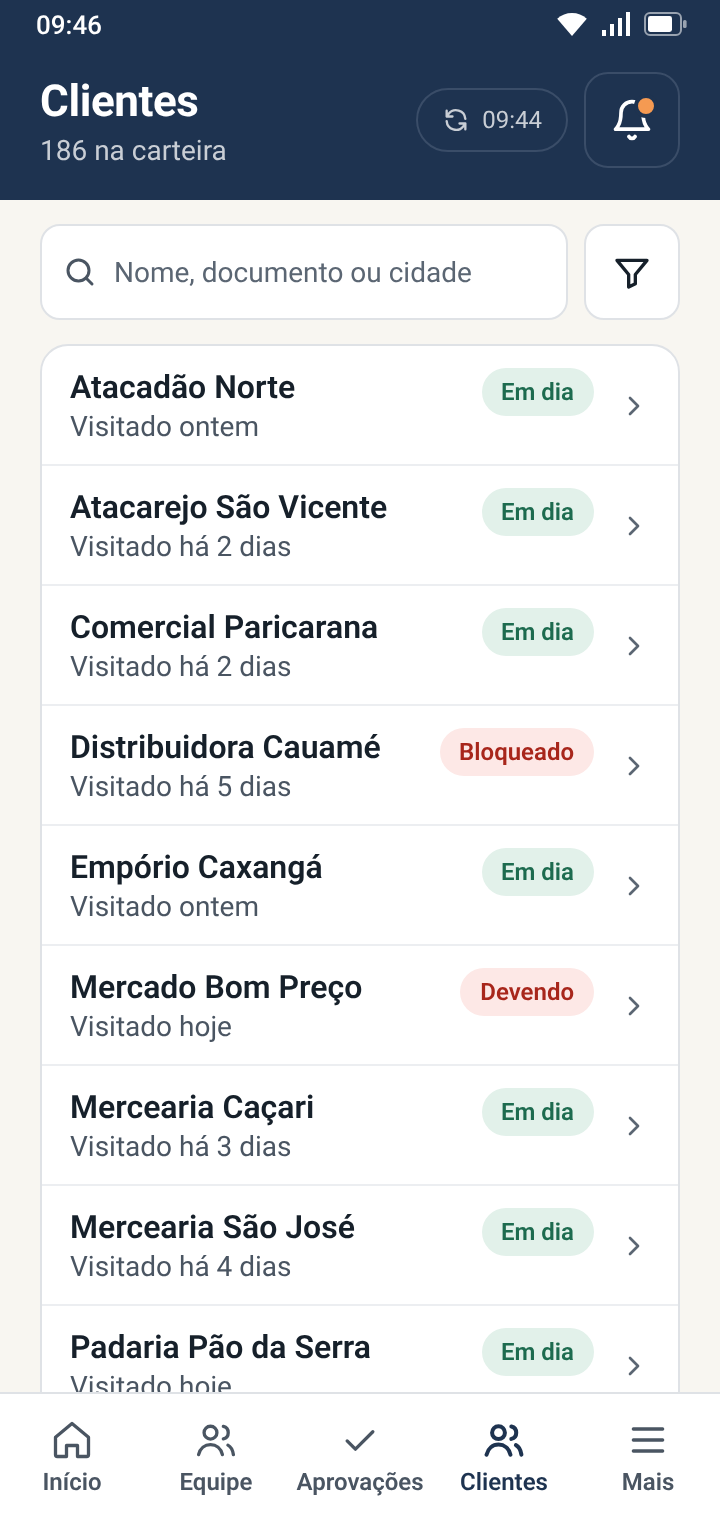 09:46
Clientes
186 na carteira
09:44
Nome, documento ou cidade
Atacadão Norte
Em dia
Visitado ontem
Atacarejo São Vicente
Em dia
Visitado há 2 dias
Comercial Paricarana
Em dia
Visitado há 2 dias
Distribuidora Cauamé
Bloqueado
Visitado há 5 dias
Empório Caxangá
Em dia
Visitado ontem
Mercado Bom Preço
Devendo
Visitado hoje
Mercearia Caçari
Em dia
Visitado há 3 dias
Mercearia São José
Em dia
Visitado há 4 dias
Padaria Pão da Serra
Em dia
Visitado hoje
Início
Equipe
Aprovações
Clientes
Mais